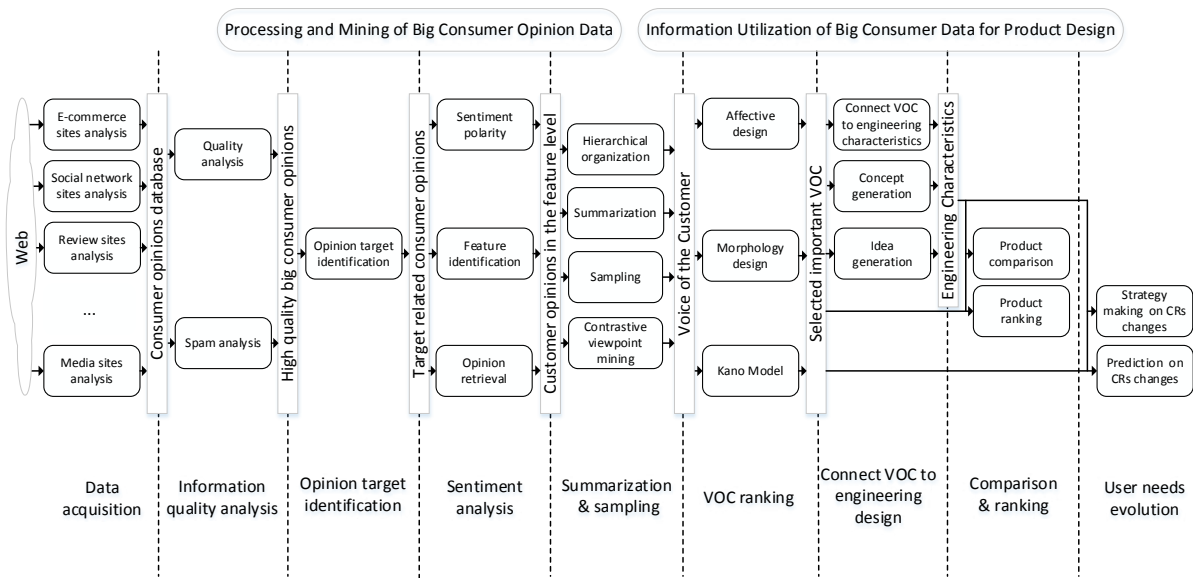 Processing and Mining of Big Consumer Opinion Data
Information Utilization of Big Consumer Data for Product Design
Web
E-commerce
sites analysis
Social network
sites analysis
Review sites
analysis
...
Media sites
analysis
Consumer opinions database
Quality
analysis
Spam analysis
High quality big consumer opinions
Opinion target
identification
Target related consumer opinions
Sentiment
polarity
Feature
identification
Opinion
retrieval
Customer opinions in the feature level
Hierarchical
organization
Summarization
Sampling
Contrastive
viewpoint
mining
Voice of the Customer
Affective
design
Morphology
design
Kano Model
Selected important VOC
Connect VOC
to engineering
characteristics
Concept
generation
Idea
generation
Engineering Characteristics
Product
comparison
Product
ranking
Strategy
making on CRs
changes
Prediction on
CRs changes
Data
acquisition
Information
quality analysis
Opinion target
identification
Sentiment
analysis
Summarization
& sampling
VOC ranking
Connect VOC to
engineering
design
Comparison
& ranking
User needs
evolution